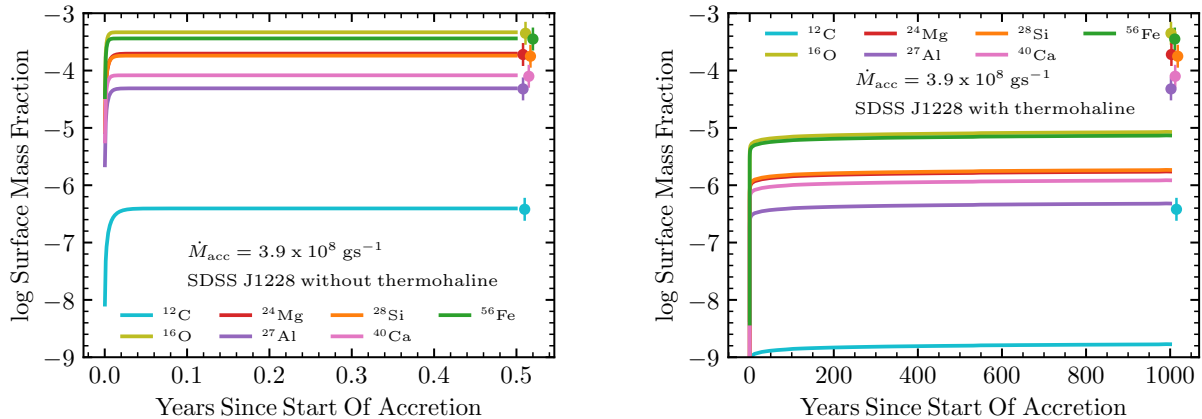 log Surface Mass Fraction
−3
−4
−5
−6
−7
−8
−9
Ṁacc = 3.9 x 10⁸ gs⁻¹
SDSS J1228 without thermohaline
¹²C ²⁴Mg ²⁸Si ⁵⁶Fe
¹⁶O ²⁷Al ⁴⁰Ca
0.0 0.1 0.2 0.3 0.4 0.5
Years Since Start Of Accretion
log Surface Mass Fraction
−3
−4
−5
−6
−7
−8
−9
¹²C ²⁴Mg ²⁸Si ⁵⁶Fe
¹⁶O ²⁷Al ⁴⁰Ca
Ṁacc = 3.9 x 10⁸ gs⁻¹
SDSS J1228 with thermohaline
0 200 400 600 800 1000
Years Since Start Of Accretion